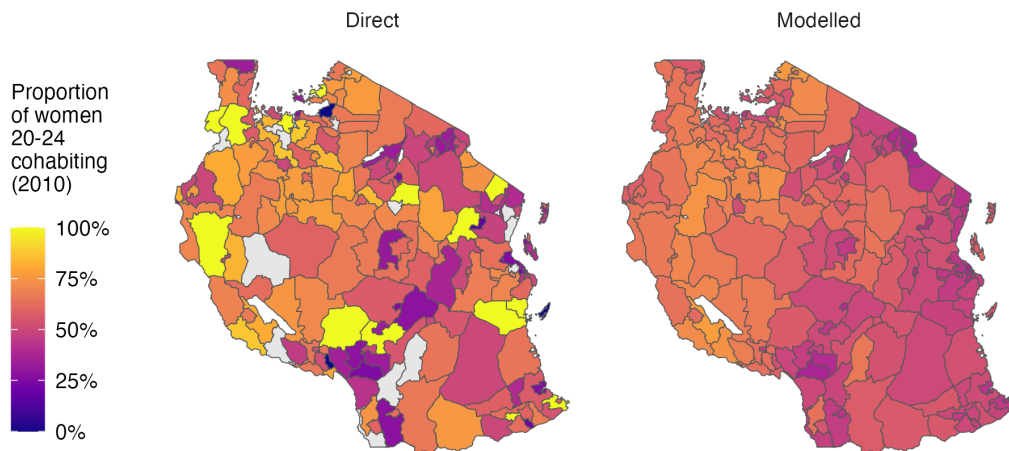 Direct
Modelled
Proportion
of women
20-24
cohabiting
(2010)
100%
75%
50%
25%
0%